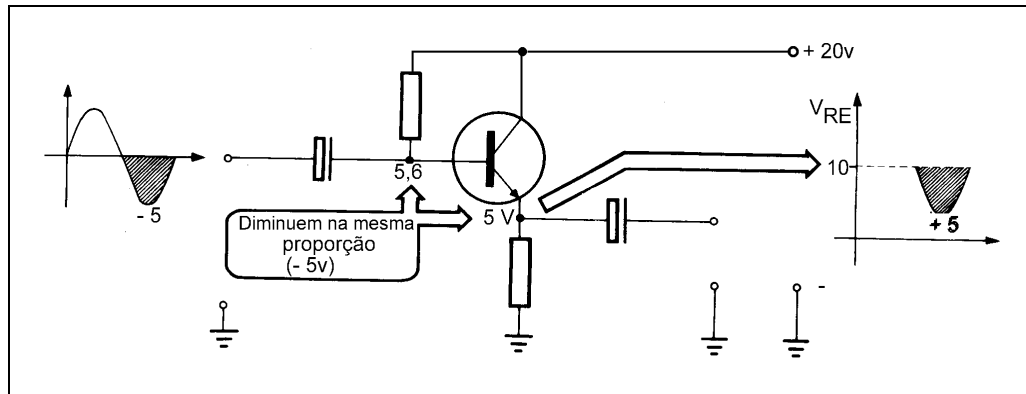 + 20v
V RE
10
+ 5
- 5
5,6
5 V
Diminuem na mesma
proporção
(- 5v)
-